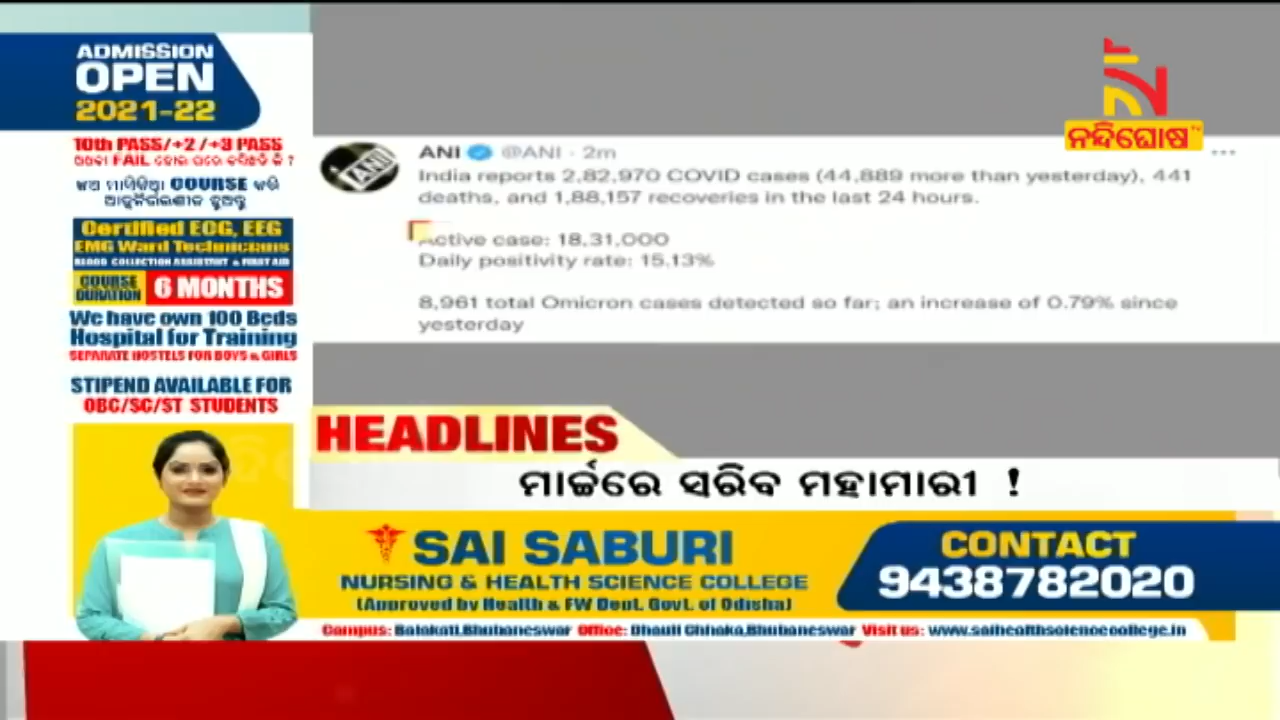 ADMISSION
OPEN
2021-22
10th PASS/+2 /+3 PASS
FAIL
COURSE
Certified ECG, EEG
EMG Ward Technicians
BLOOD COLLECTION ASSISTANT & FIRST AID
COURSE
DURATION
6 MONTHS
We have own 100 Beds
Hospital for Training
SEPARATE HOSTELS FOR BOYS & GIRLS
STIPEND AVAILABLE FOR
OBC/SC/ST STUDENTS
ନନ୍ଦିଘୋଷ TV
ANI @ANI · 2m
India reports 2,82,970 COVID cases (44,889 more than yesterday), 441
deaths, and 1,88,157 recoveries in the last 24 hours.
Active case: 18,31,000
Daily positivity rate: 15.13%
8,961 total Omicron cases detected so far; an increase of 0.79% since
yesterday
HEADLINES
ମାର୍ଚ୍ଚରେ ସରିବ ମହାମାରୀ !
SAI SABURI
NURSING & HEALTH SCIENCE COLLEGE
(Approved by Health & FW Dept. Govt. of Odisha)
CONTACT
9438782020
Campus: Balakati,Bhubaneswar Office: Dhauli Chhaka,Bhubaneswar Visit us: www.saihealthsciencecollege.in